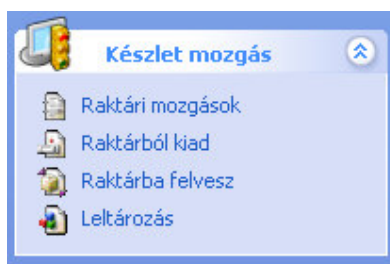 Készlet mozgás
Raktári mozgások
Raktárból kiad
Raktárba felvesz
Leltározás